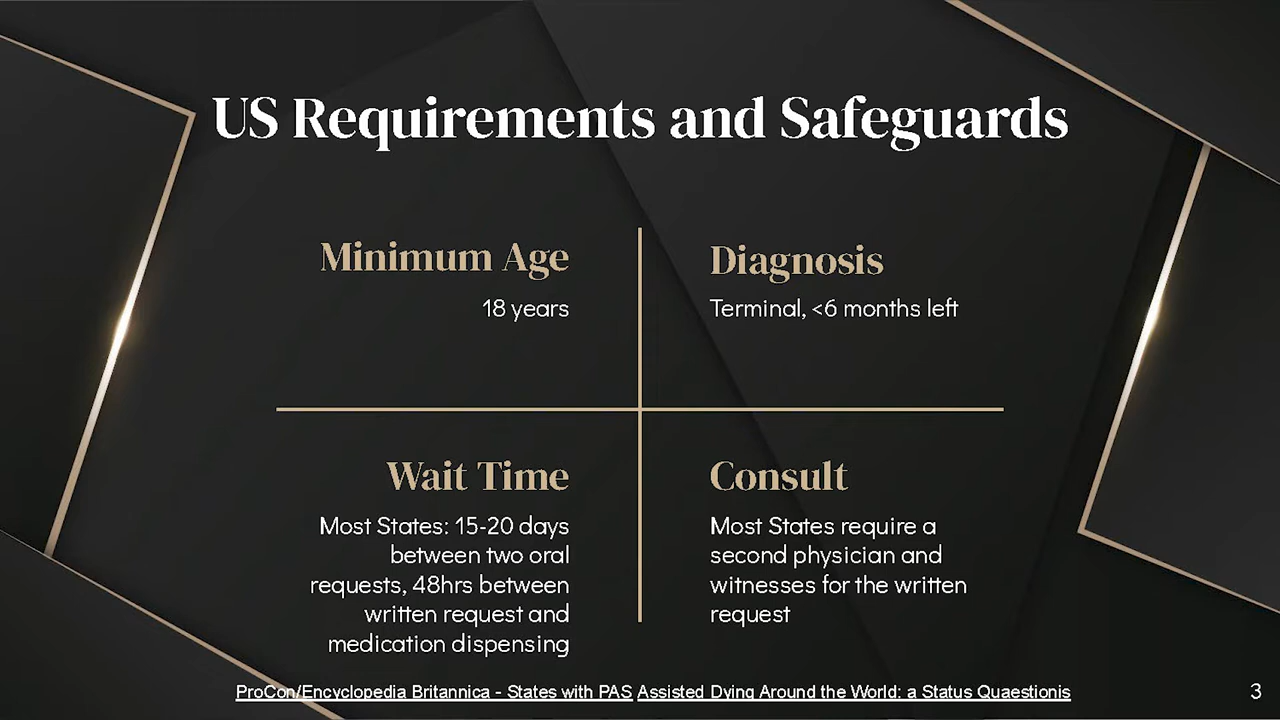 US Requirements and Safeguards
Minimum Age
18 years
Diagnosis
Terminal, <6 months left
Wait Time
Most States: 15-20 days
between two oral
requests, 48hrs between
written request and
medication dispensing
Consult
Most States require a
second physician and
witnesses for the written
request
ProCon/Encyclopedia Britannica - States with PAS Assisted Dying Around the World: a Status Quaestionis
3